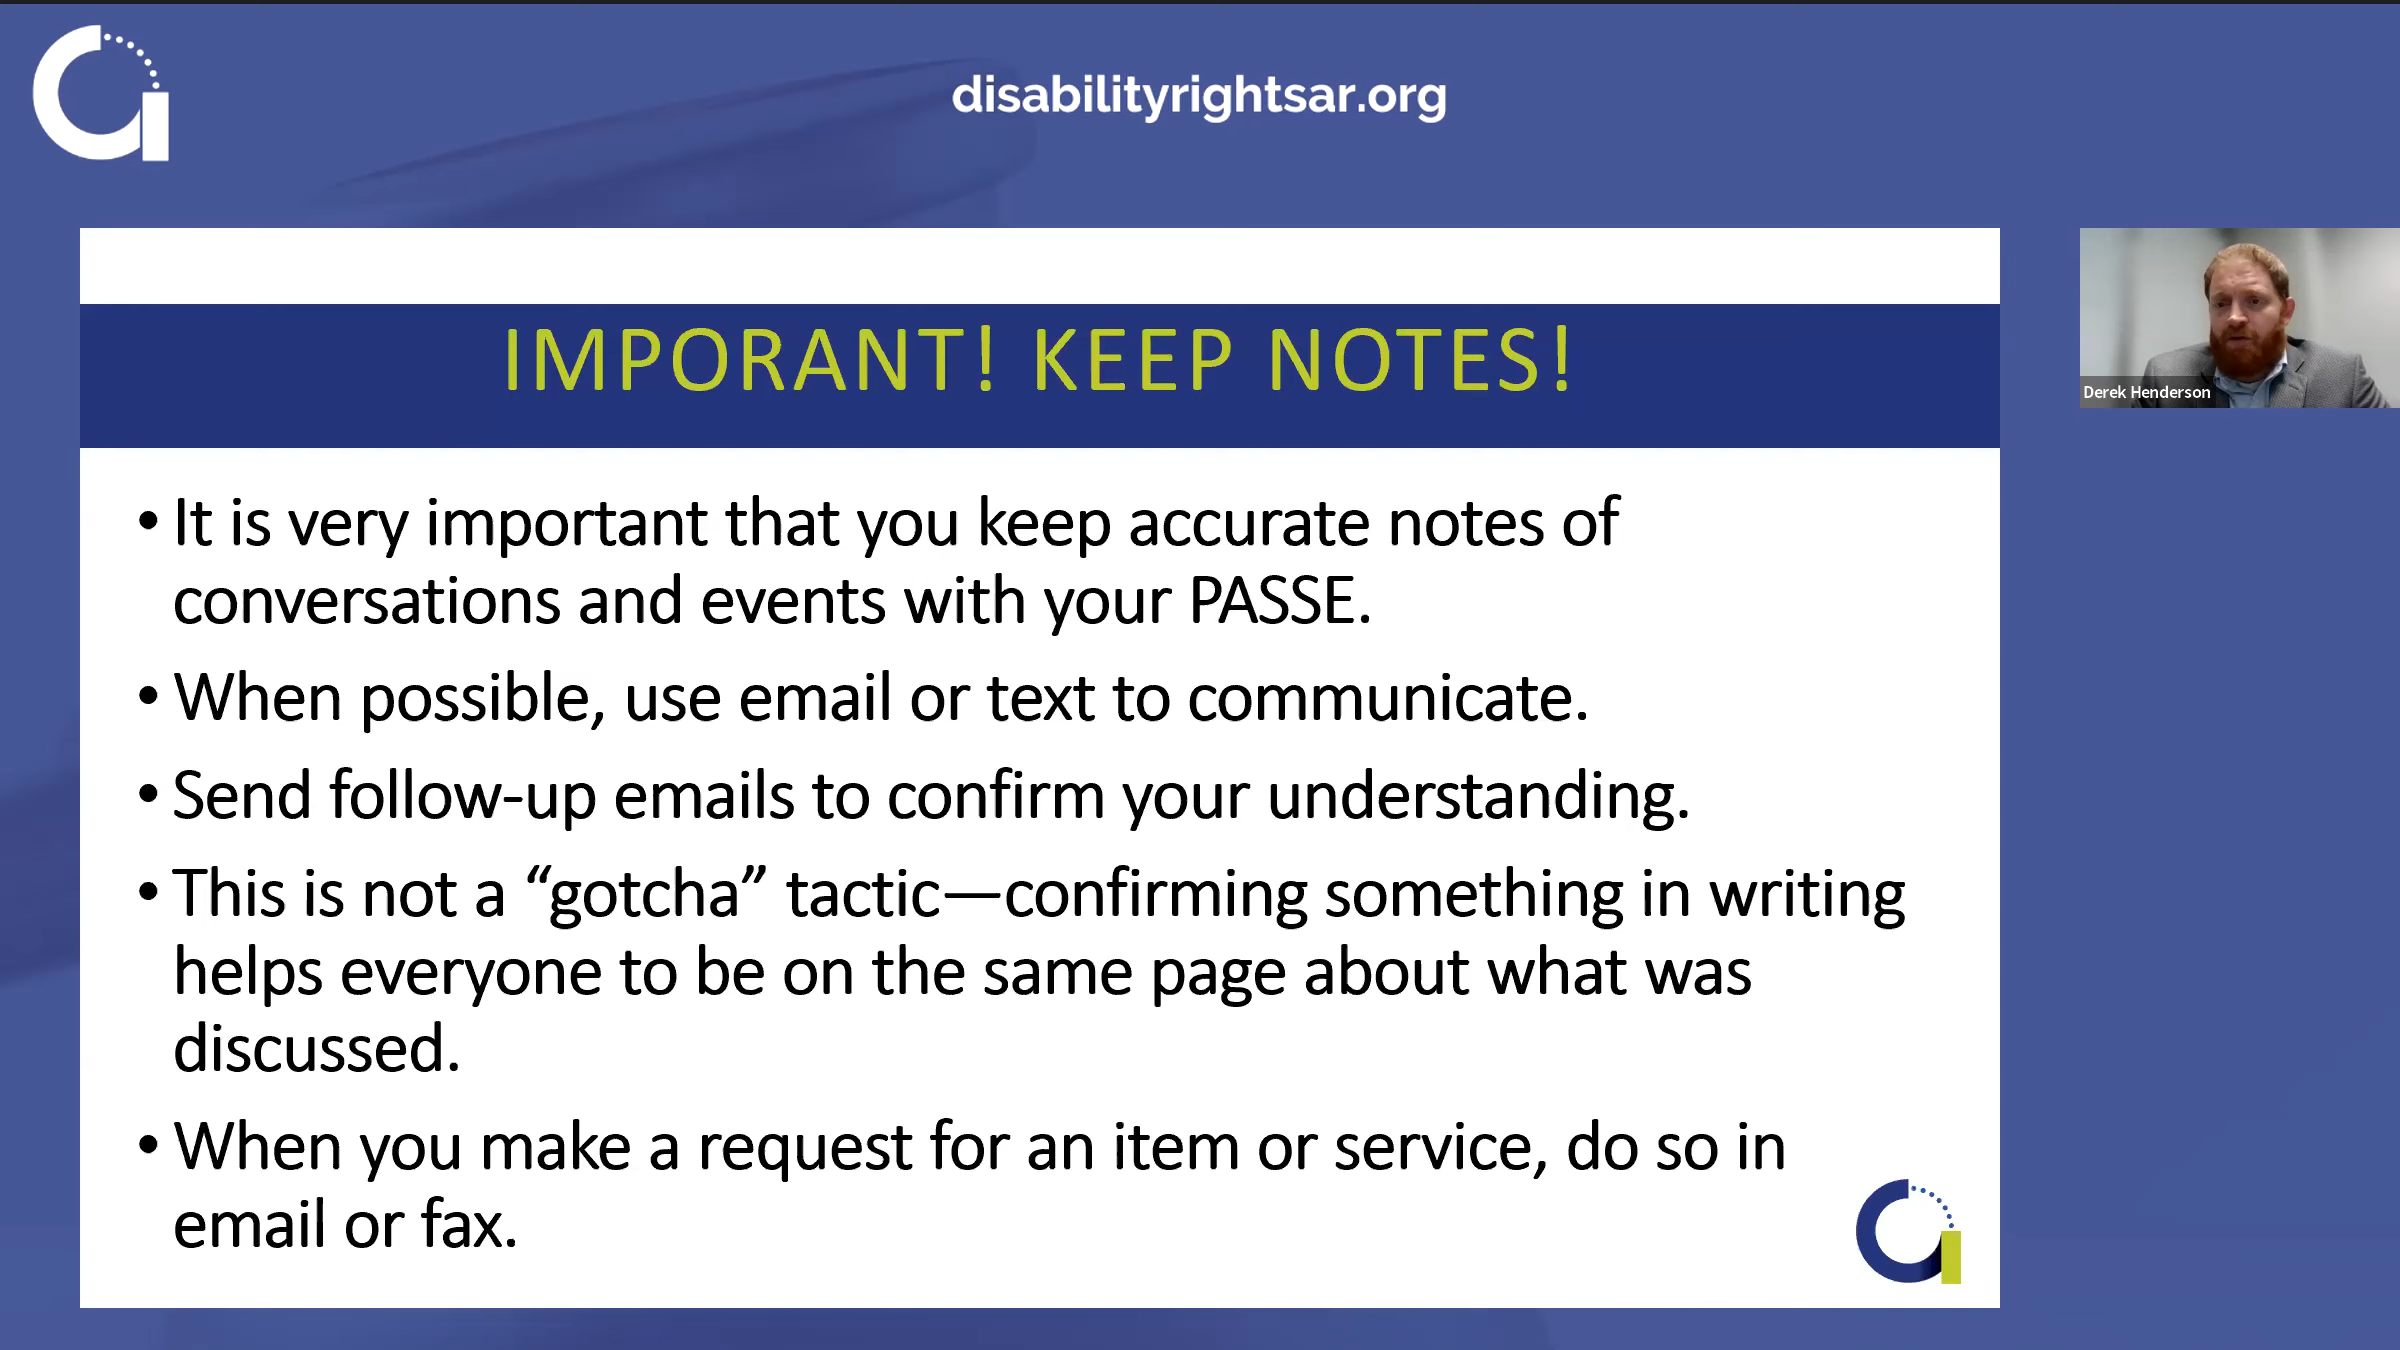 disabilityrightsar.org
IMPORANT! KEEP NOTES!
• It is very important that you keep accurate notes of
conversations and events with your PASSE.
• When possible, use email or text to communicate.
• Send follow-up emails to confirm your understanding.
• This is not a “gotcha” tactic—confirming something in writing
helps everyone to be on the same page about what was
discussed.
• When you make a request for an item or service, do so in
email or fax.
Derek Henderson